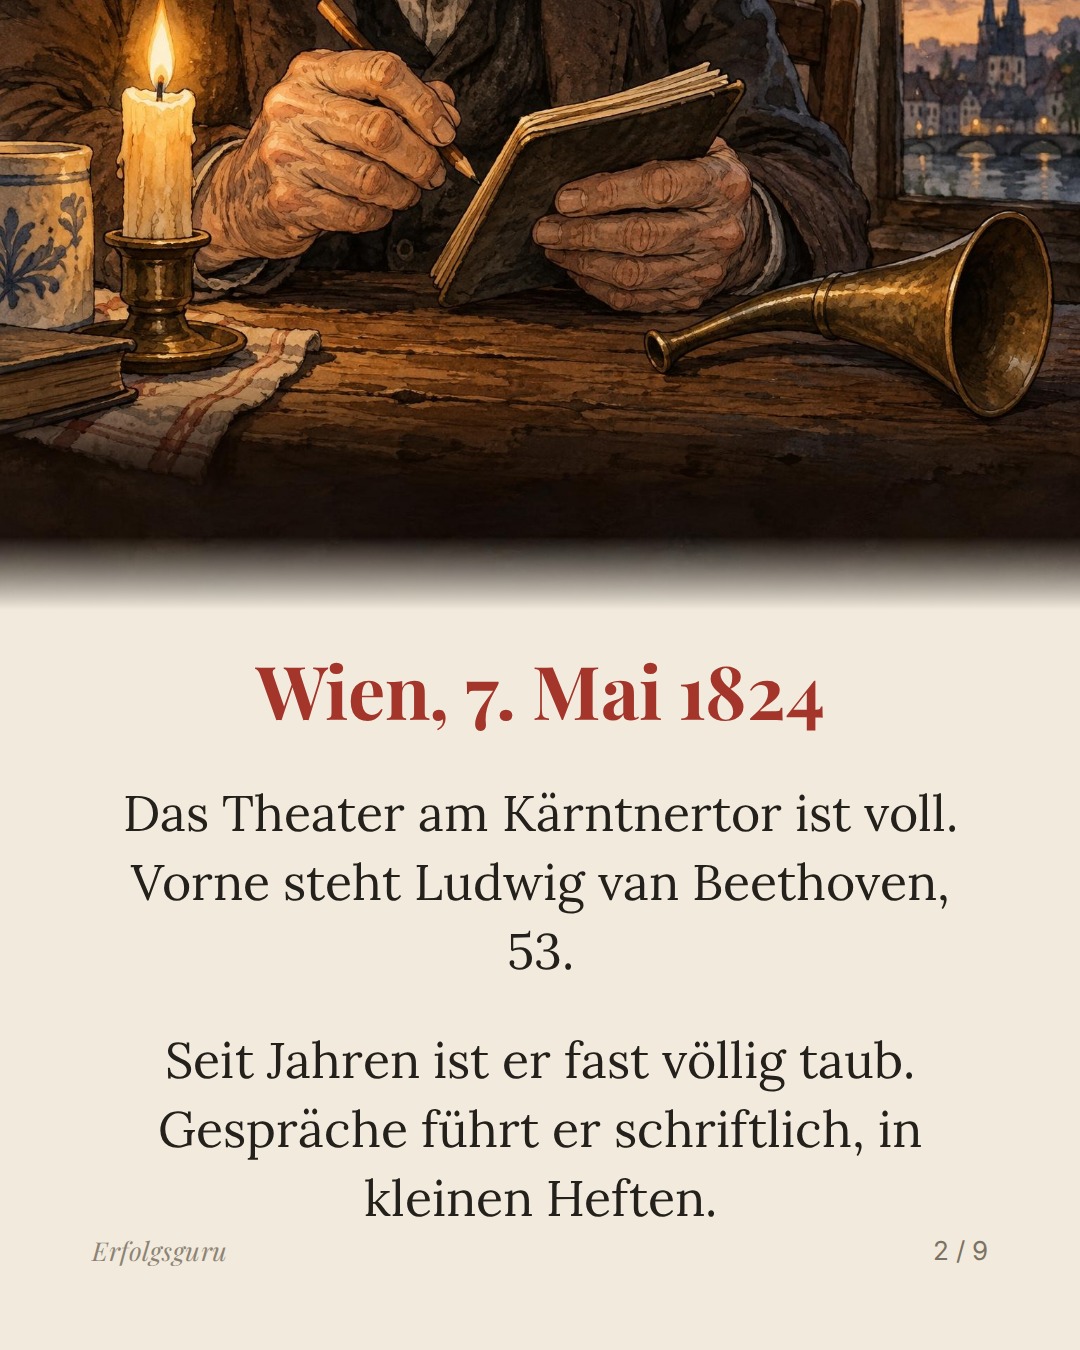 Wien, 7. Mai 1824
Das Theater am Kärntnertor ist voll.
Vorne steht Ludwig van Beethoven,
53.
Seit Jahren ist er fast völlig taub.
Gespräche führt er schriftlich, in
kleinen Heften.
Erfolgsguru
2 / 9